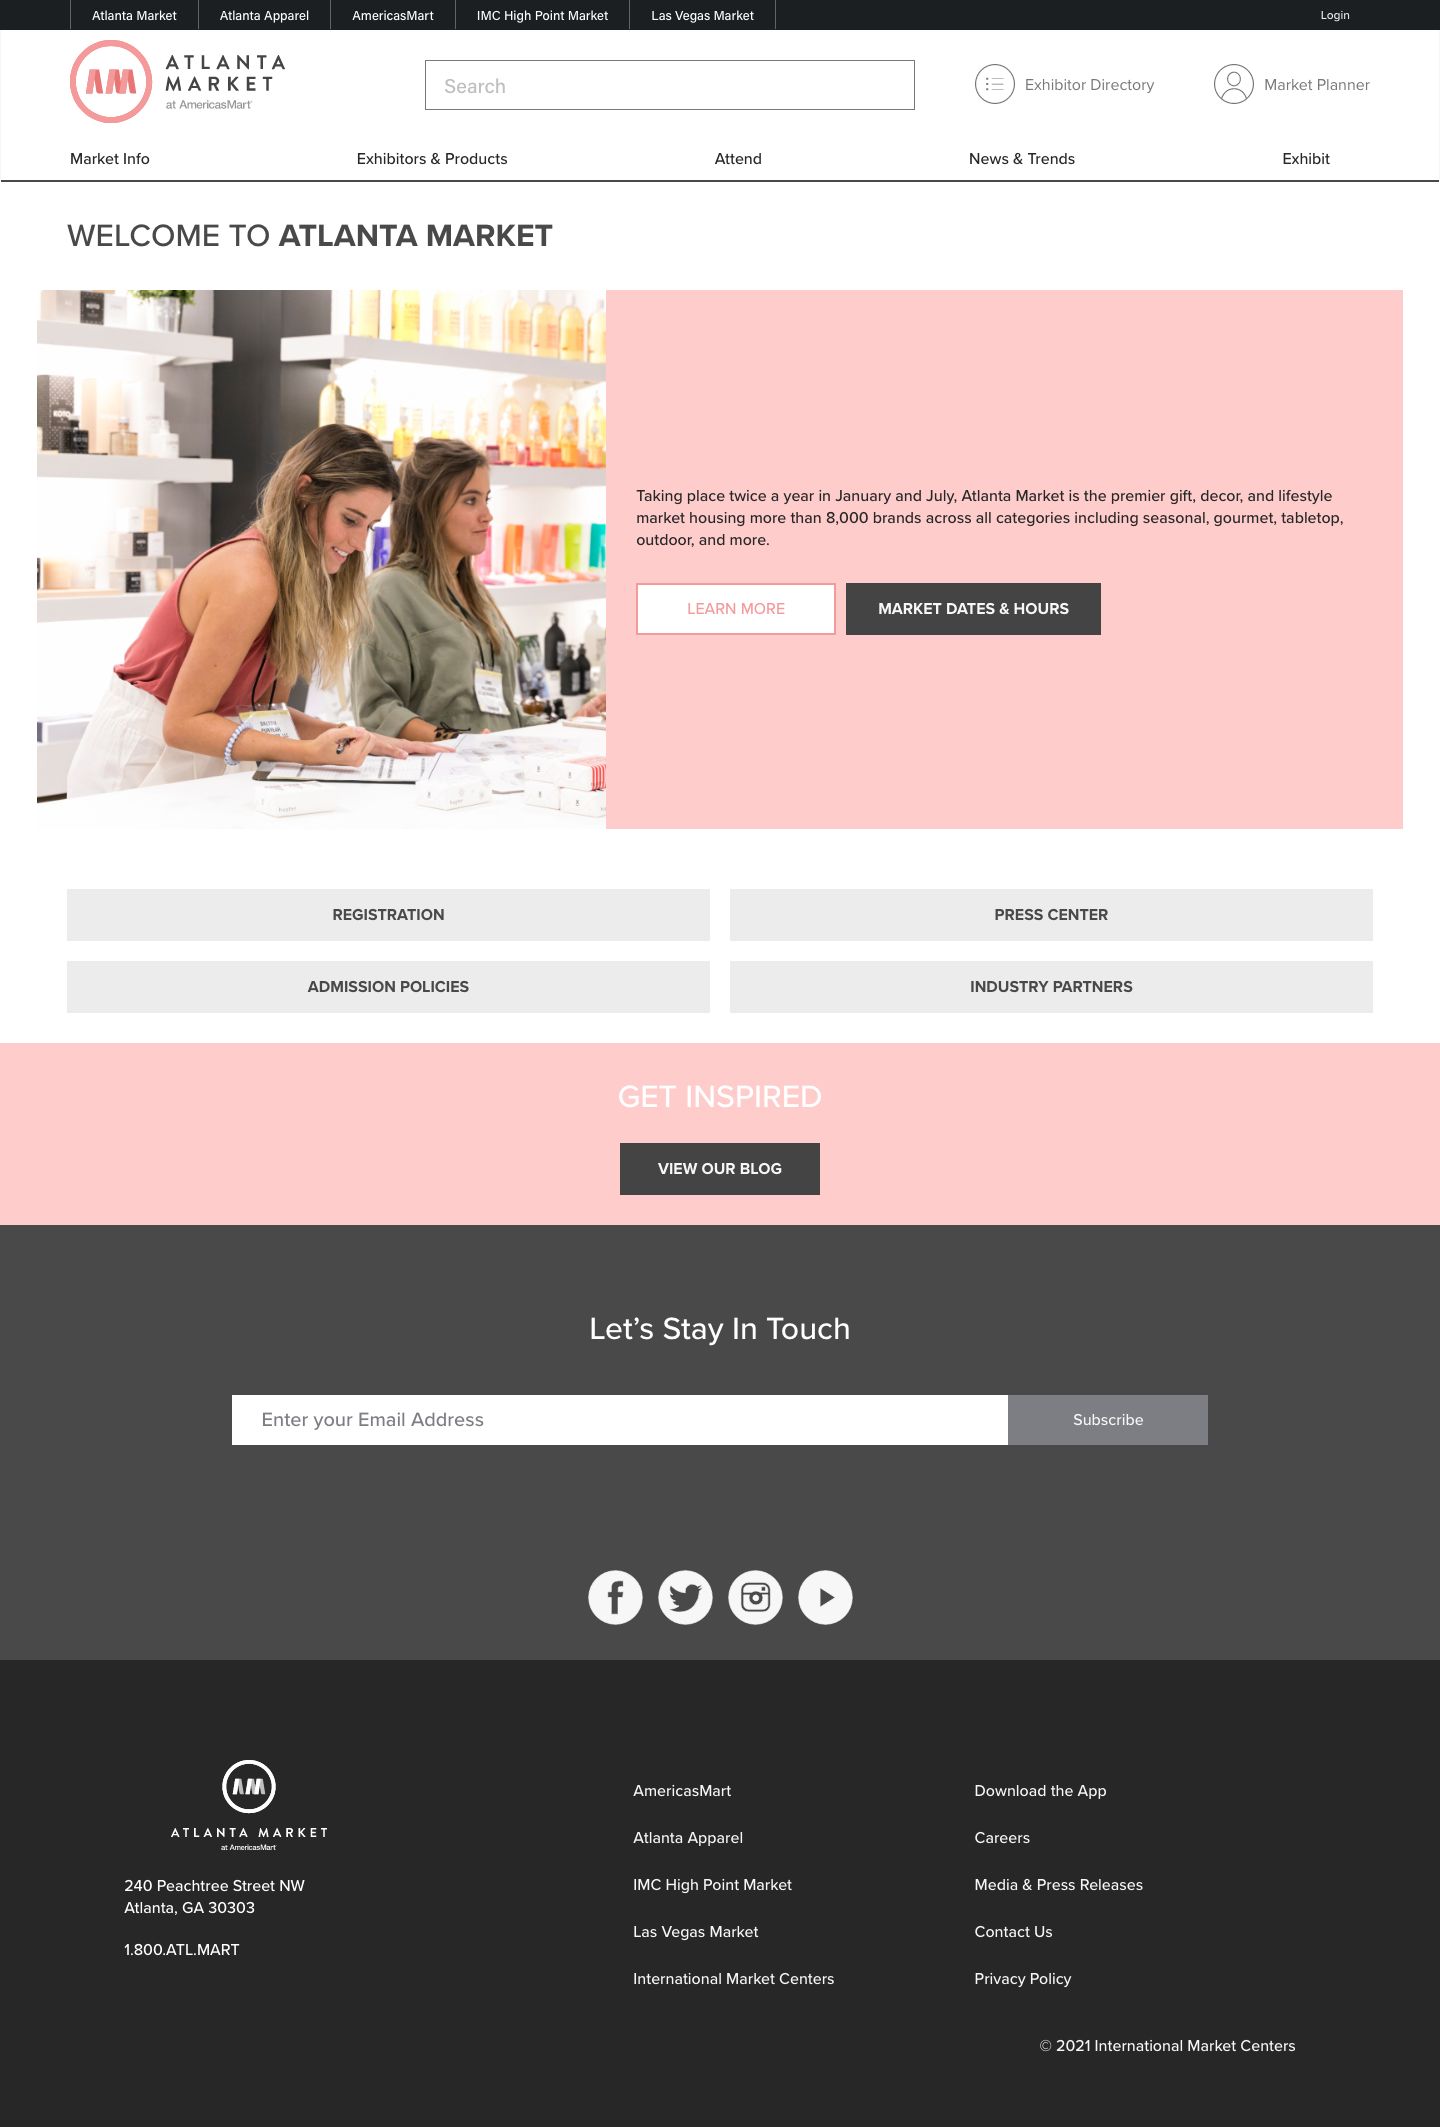 Atlanta Market
Atlanta Apparel
AmericasMart
IMC High Point Market
Las Vegas Market
Login
AM
ATLANTA
MARKET
at AmericasMart
Search
Exhibitor Directory
Market Planner
Market Info
Exhibitors & Products
Attend
News & Trends
Exhibit
WELCOME TO ATLANTA MARKET
KOTO
Taking place twice a year in January and July, Atlanta Market is the premier gift, decor, and lifestyle
market housing more than 8,000 brands across all categories including seasonal, gourmet, tabletop,
outdoor, and more.
LEARN MORE
MARKET DATES & HOURS
REGISTRATION
PRESS CENTER
ADMISSION POLICIES
INDUSTRY PARTNERS
GET INSPIRED
VIEW OUR BLOG
Let’s Stay In Touch
Enter your Email Address
Subscribe
AM
ATLANTA MARKET
at AmericasMart
240 Peachtree Street NW
Atlanta, GA 30303
1.800.ATL.MART
AmericasMart
Atlanta Apparel
IMC High Point Market
Las Vegas Market
International Market Centers
Download the App
Careers
Media & Press Releases
Contact Us
Privacy Policy
© 2021 International Market Centers